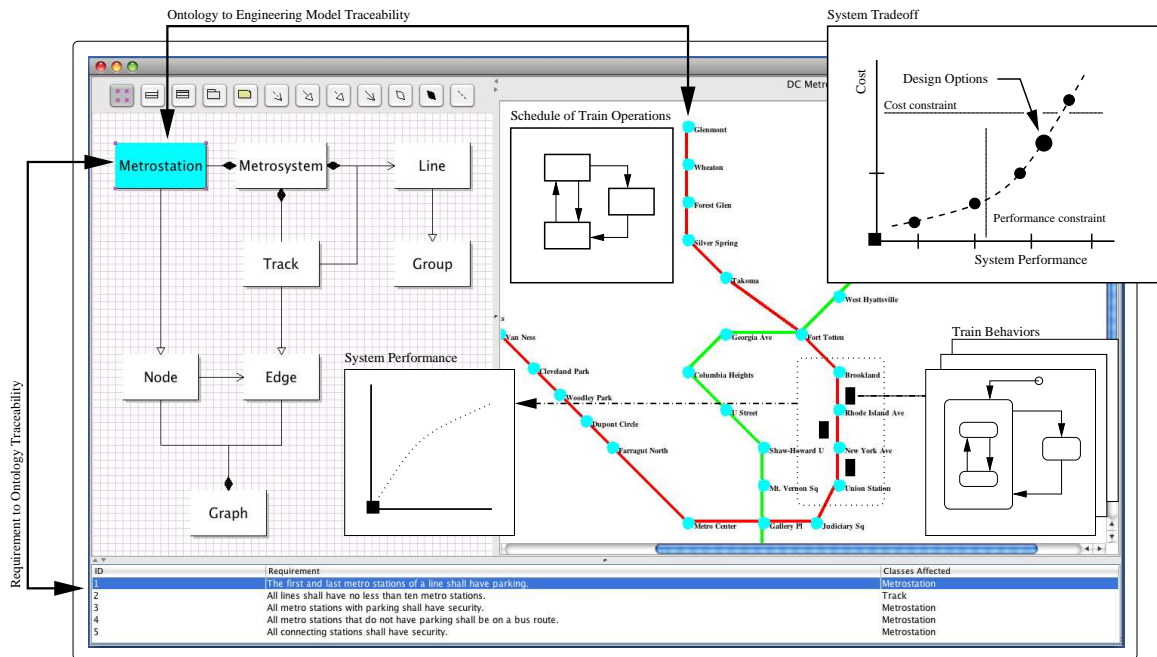 Ontology to Engineering Model Traceability
System Tradeoff
DC Metro
Cost
Design Options
Cost constraint
Performance constraint
System Performance
Schedule of Train Operations
Metrostation
Metrosystem
Line
Track
Group
Node
Edge
Graph
Requirement to Ontology Traceability
Glenmont
Wheaton
Forest Glen
Silver Spring
Takoma
West Hyattsville
Georgia Ave
Fort Totten
Train Behaviors
Van Ness
System Performance
Cleveland Park
Columbia Heights
Brookland
Woodley Park
U Street
Rhode Island Ave
Dupont Circle
Farragut North
Shaw-Howard U
New York Ave
Mt. Vernon Sq
Union Station
Metro Center
Gallery Pl
Judiciary Sq
ID Requirement Classes Affected
1 The first and last metro stations of a line shall have parking. Metrostation
2 All lines shall have no less than ten metro stations. Track
3 All metro stations with parking shall have security. Metrostation
4 All metro stations that do not have parking shall be on a bus route. Metrostation
5 All connecting stations shall have security. Metrostation